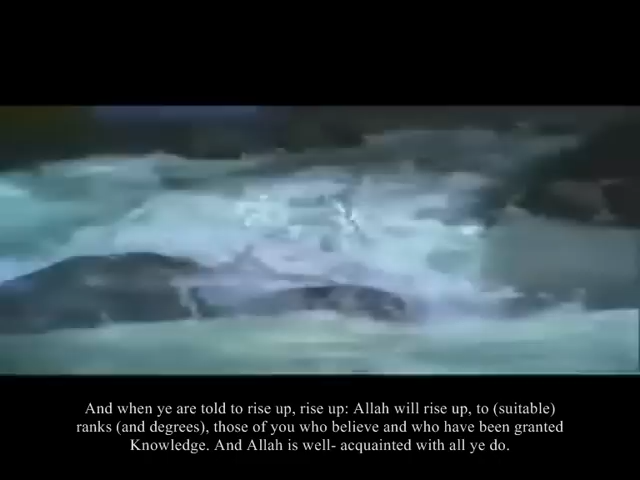 And when ye are told to rise up, rise up: Allah will rise up, to (suitable)
ranks (and degrees), those of you who believe and who have been granted
Knowledge. And Allah is well- acquainted with all ye do.